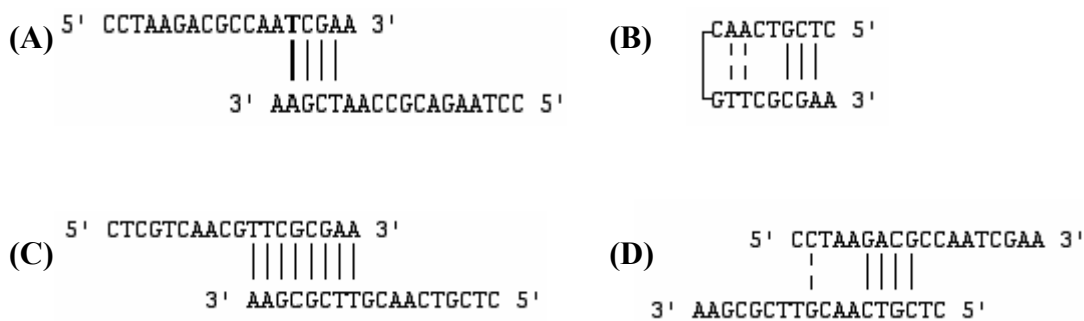 (A) 5' CCTAAGACGCCAATCGAA 3'
3' AAGCTAACCGCAGAATCC 5'
(B) CAACTGCTC 5'
GTTCGCGAA 3'
(C) 5' CTCGTCAACGTTCGCGAA 3'
3' AAGCGCTTGCAACTGCTC 5'
(D) 5' CCTAAGACGCCAATCGAA 3'
3' AAGCGCTTGCAACTGCTC 5'